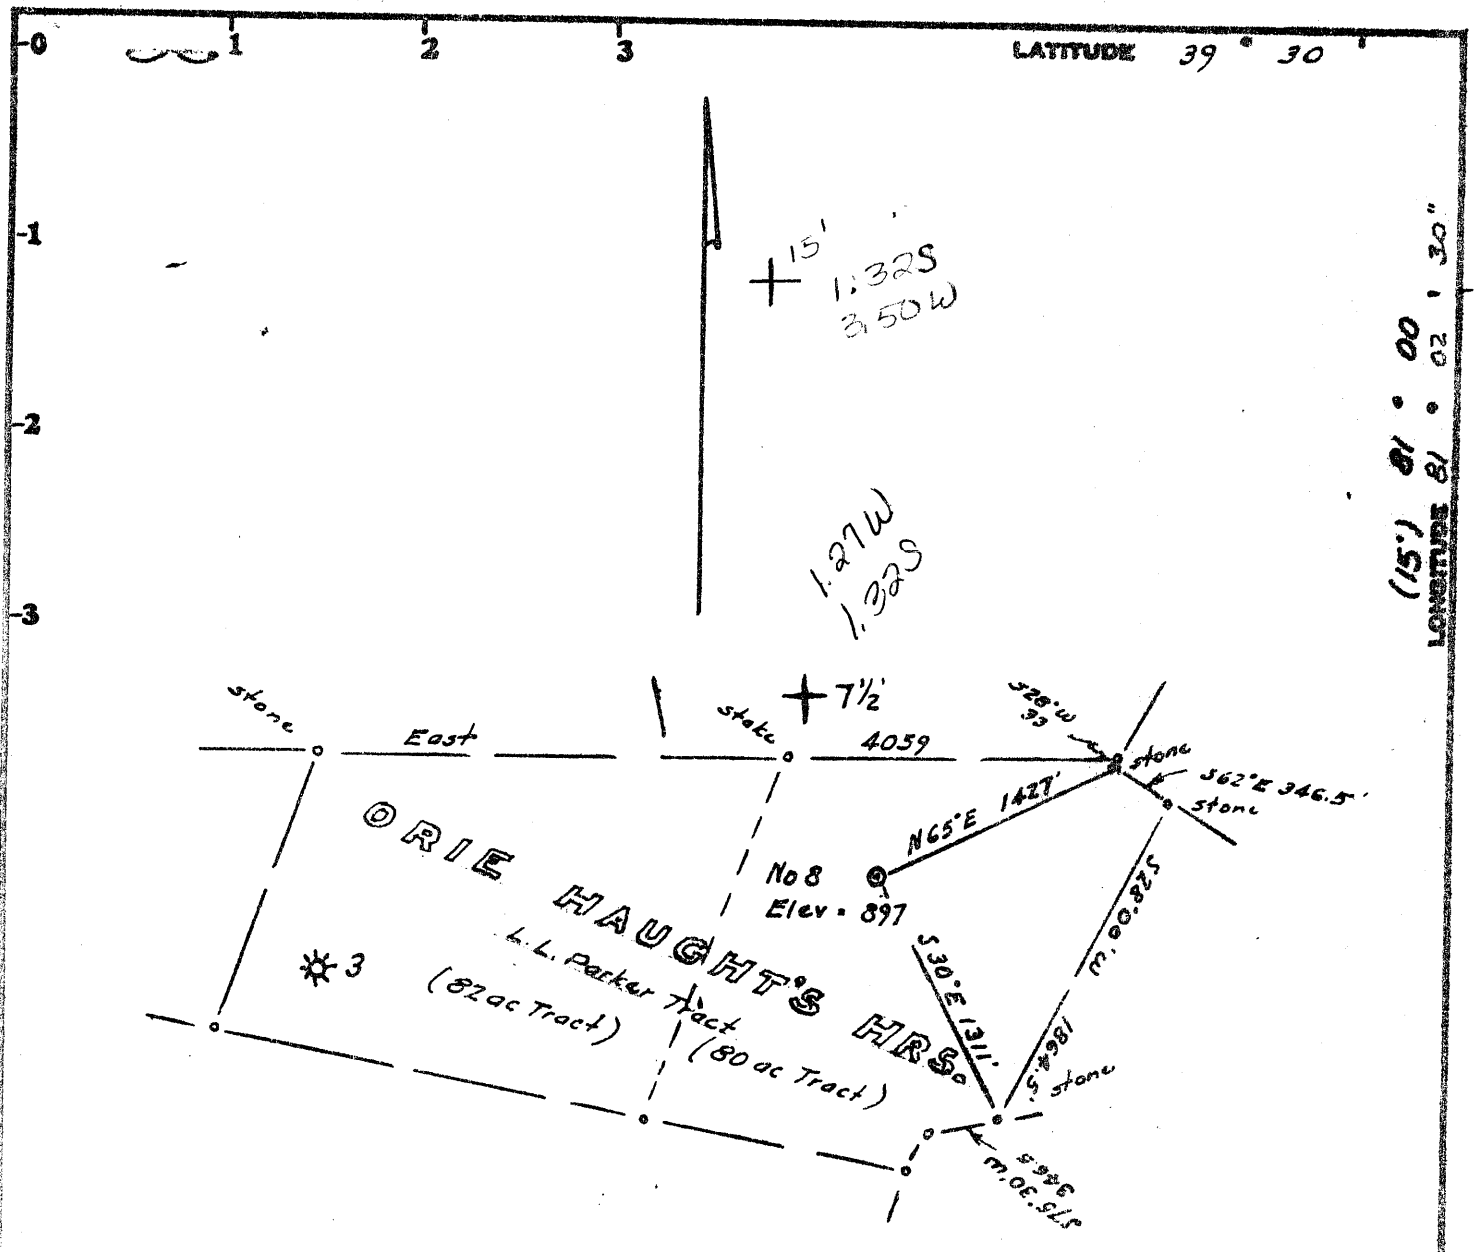 0 1 2 3 LATITUDE 39 ° 30 '
-1
-2
-3
15'
1.32S
3.50W
(15') 81 ° 00
LONGITUDE 81 ° 02 ' 30"
1.27W
1.32S
7½'
stone
East
stake
4059
S28°W
33
stone
S62°E 346.5'
stone
N65°E 1427'
No 8
Elev = 897
S28°00'W 1864.5'
S30°E 1311'
ORIE HAUGHT'S HRS.
L.L. Parker Tract
3
(82 ac Tract)
(80 ac Tract)
stone
S75°30'W
346.5